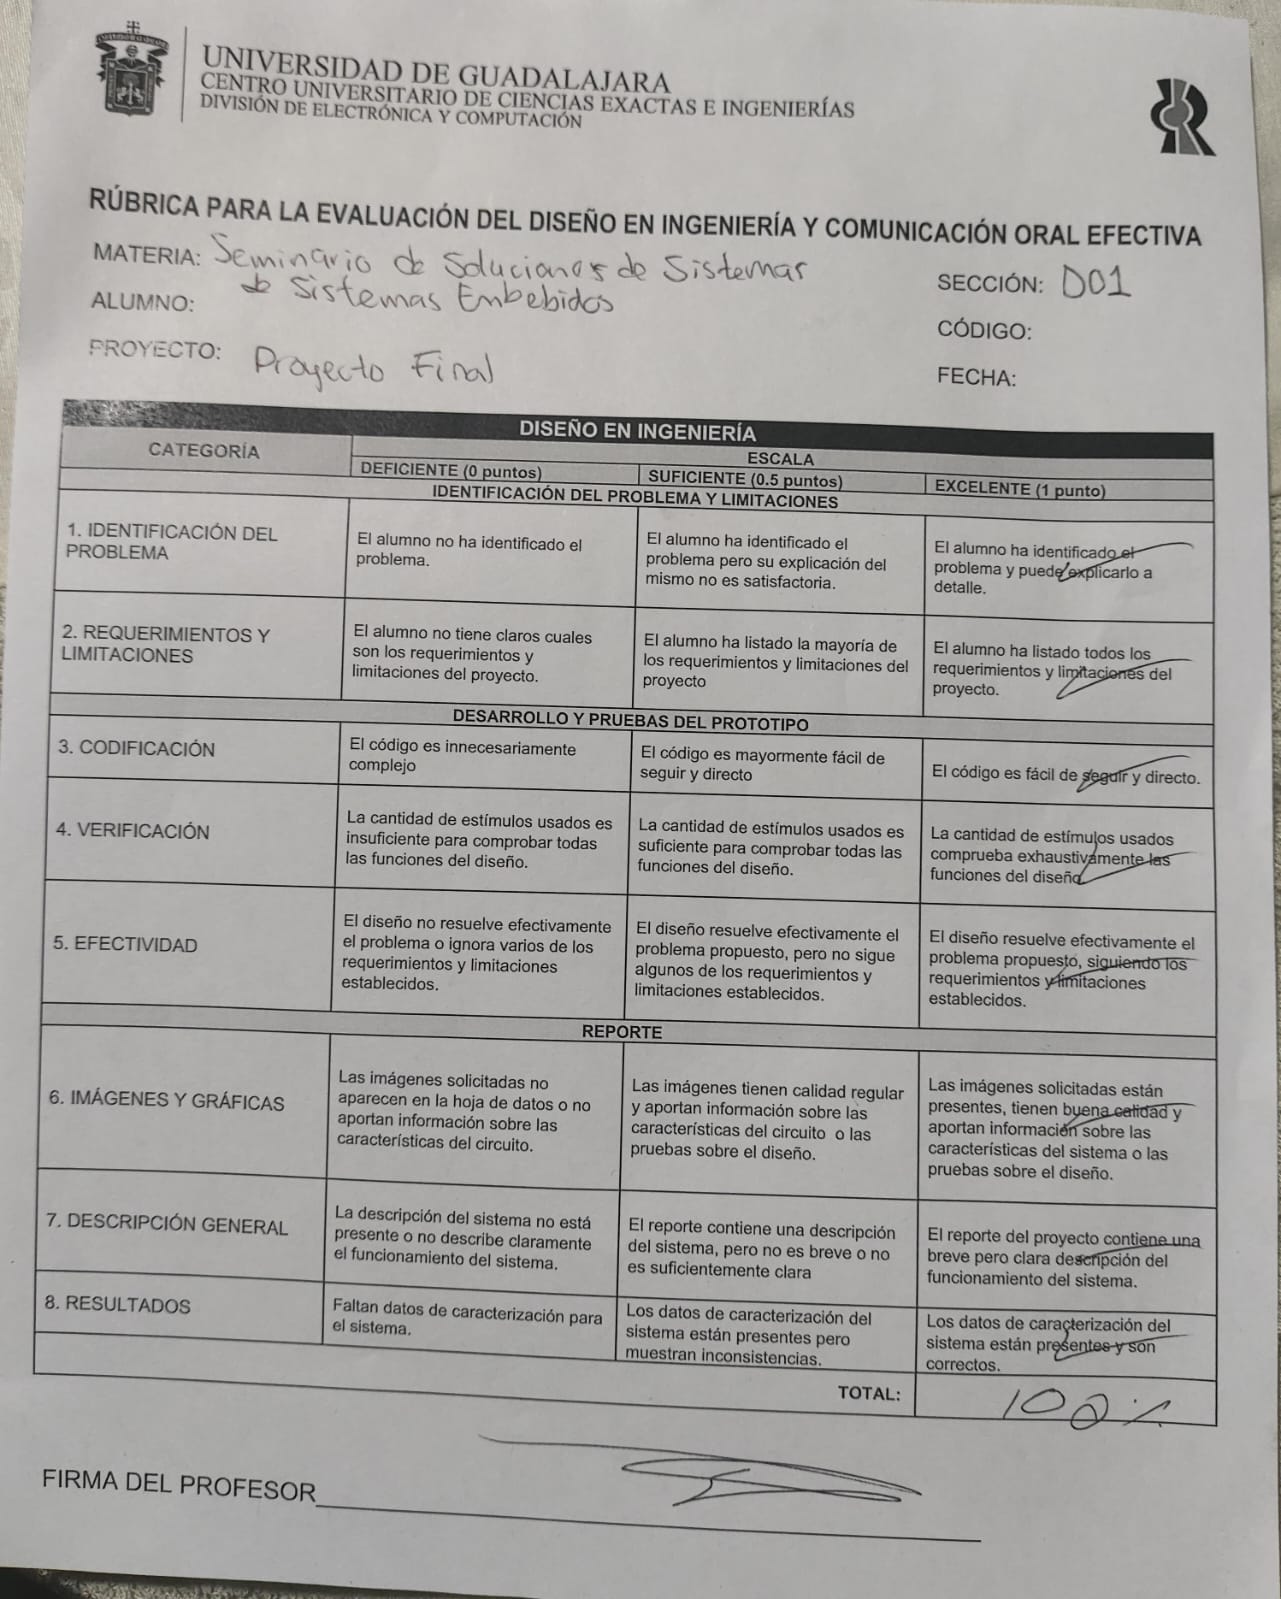 UNIVERSIDAD DE GUADALAJARA
CENTRO UNIVERSITARIO DE CIENCIAS EXACTAS E INGENIERÍAS
DIVISIÓN DE ELECTRÓNICA Y COMPUTACIÓN
RÚBRICA PARA LA EVALUACIÓN DEL DISEÑO EN INGENIERÍA Y COMUNICACIÓN ORAL EFECTIVA
MATERIA: Seminario de Soluciones de Sistemas
de Sistemas Embebidos
SECCIÓN: D01
ALUMNO:
CÓDIGO:
PROYECTO: Proyecto Final
FECHA:
DISEÑO EN INGENIERÍA
CATEGORÍA
ESCALA
DEFICIENTE (0 puntos)
SUFICIENTE (0.5 puntos)
EXCELENTE (1 punto)
IDENTIFICACIÓN DEL PROBLEMA Y LIMITACIONES
1. IDENTIFICACIÓN DEL
PROBLEMA
El alumno no ha identificado el
problema.
El alumno ha identificado el
problema pero su explicación del
mismo no es satisfactoria.
El alumno ha identificado el
problema y puede explicarlo a
detalle.
2. REQUERIMIENTOS Y
LIMITACIONES
El alumno no tiene claros cuales
son los requerimientos y
limitaciones del proyecto.
El alumno ha listado la mayoría de
los requerimientos y limitaciones del
proyecto
El alumno ha listado todos los
requerimientos y limitaciones del
proyecto.
DESARROLLO Y PRUEBAS DEL PROTOTIPO
3. CODIFICACIÓN
El código es innecesariamente
complejo
El código es mayormente fácil de
seguir y directo
El código es fácil de seguir y directo.
4. VERIFICACIÓN
La cantidad de estímulos usados es
insuficiente para comprobar todas
las funciones del diseño.
La cantidad de estímulos usados es
suficiente para comprobar todas las
funciones del diseño.
La cantidad de estímulos usados
comprueba exhaustivamente las
funciones del diseño.
5. EFECTIVIDAD
El diseño no resuelve efectivamente
el problema o ignora varios de los
requerimientos y limitaciones
establecidos.
El diseño resuelve efectivamente el
problema propuesto, pero no sigue
algunos de los requerimientos y
limitaciones establecidos.
El diseño resuelve efectivamente el
problema propuesto, siguiendo los
requerimientos y limitaciones
establecidos.
REPORTE
6. IMÁGENES Y GRÁFICAS
Las imágenes solicitadas no
aparecen en la hoja de datos o no
aportan información sobre las
características del circuito.
Las imágenes tienen calidad regular
y aportan información sobre las
características del circuito o las
pruebas sobre el diseño.
Las imágenes solicitadas están
presentes, tienen buena calidad y
aportan información sobre las
características del sistema o las
pruebas sobre el diseño.
7. DESCRIPCIÓN GENERAL
La descripción del sistema no está
presente o no describe claramente
el funcionamiento del sistema.
El reporte contiene una descripción
del sistema, pero no es breve o no
es suficientemente clara
El reporte del proyecto contiene una
breve pero clara descripción del
funcionamiento del sistema.
8. RESULTADOS
Faltan datos de caracterización para
el sistema.
Los datos de caracterización del
sistema están presentes pero
muestran inconsistencias.
Los datos de caracterización del
sistema están presentes y son
correctos.
TOTAL: 100%
FIRMA DEL PROFESOR